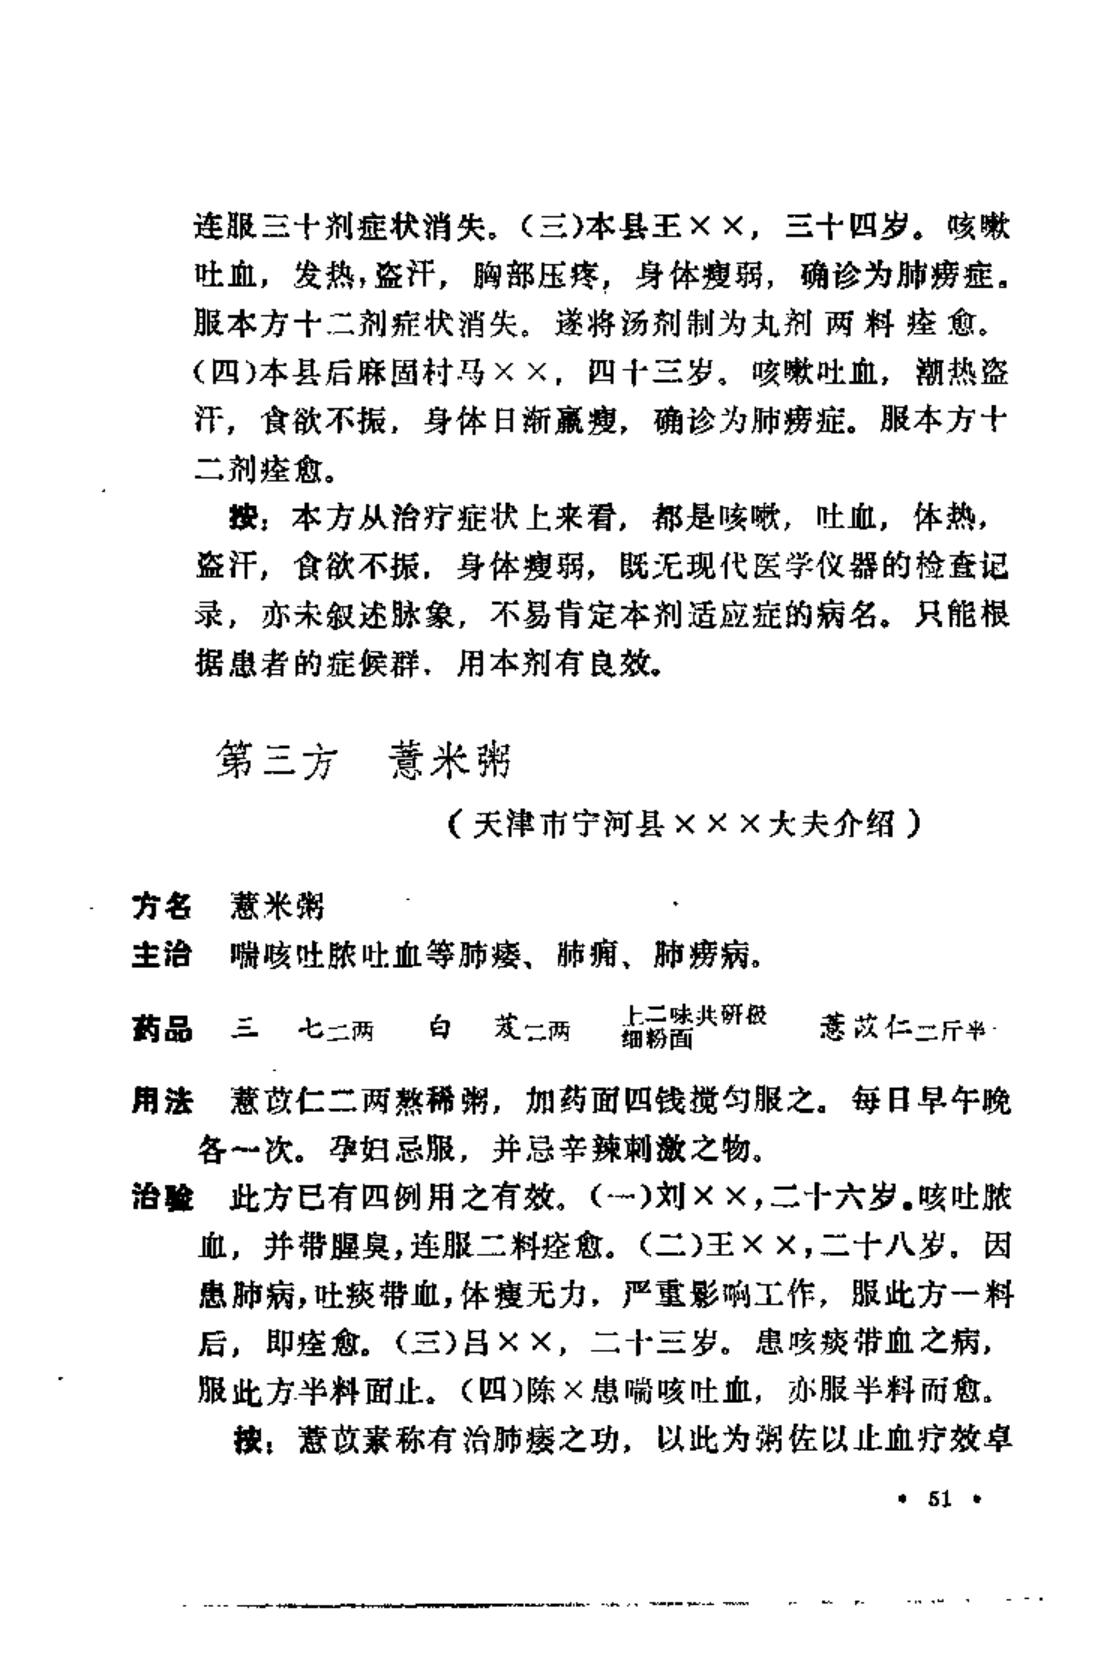 连服三十剂症状消失。(三)本县王××，三十四岁。咳嗽
吐血，发热，盗汗，胸部压疼，身体瘦弱，确诊为肺痨症。
服本方十二剂症状消失。遂将汤剂制为丸剂两料痊愈。
(四)本县后麻固村马××，四十三岁。咳嗽吐血，潮热盗
汗，食欲不振，身体日渐羸瘦，确诊为肺痨症。服本方十
二剂痊愈。
按：本方从治疗症状上来看，都是咳嗽，吐血，体热，
盗汗，食欲不振，身体瘦弱，既无现代医学仪器的检查记
录，亦未叙述脉象，不易肯定本剂适应症的病名。只能根
据患者的症候群，用本剂有良效。
第三方 薏米粥
(天津市宁河县×××大夫介绍)
方名 薏米粥
主治 喘咳吐脓吐血等肺痿、肺痈、肺痨病。
药品 三七二两 白芨二两 上二味共研极细粉面 薏苡仁二斤半
用法 薏苡仁二两熬稀粥，加药面四钱搅匀服之。每日早午晚
各一次。孕妇忌服，并忌辛辣刺激之物。
治验 此方已有四例用之有效。(一)刘××，二十六岁。咳吐脓
血，并带腥臭，连服二料痊愈。(二)王××，二十八岁。因
患肺病，吐痰带血，体瘦无力，严重影响工作，服此方一料
后，即痊愈。(三)吕××，二十三岁。患咳痰带血之病，
服此方半料面止。(四)陈×患喘咳吐血，亦服半料而愈。
按：薏苡素称有治肺痿之功，以此为粥佐以止血疗效卓
• 51 •